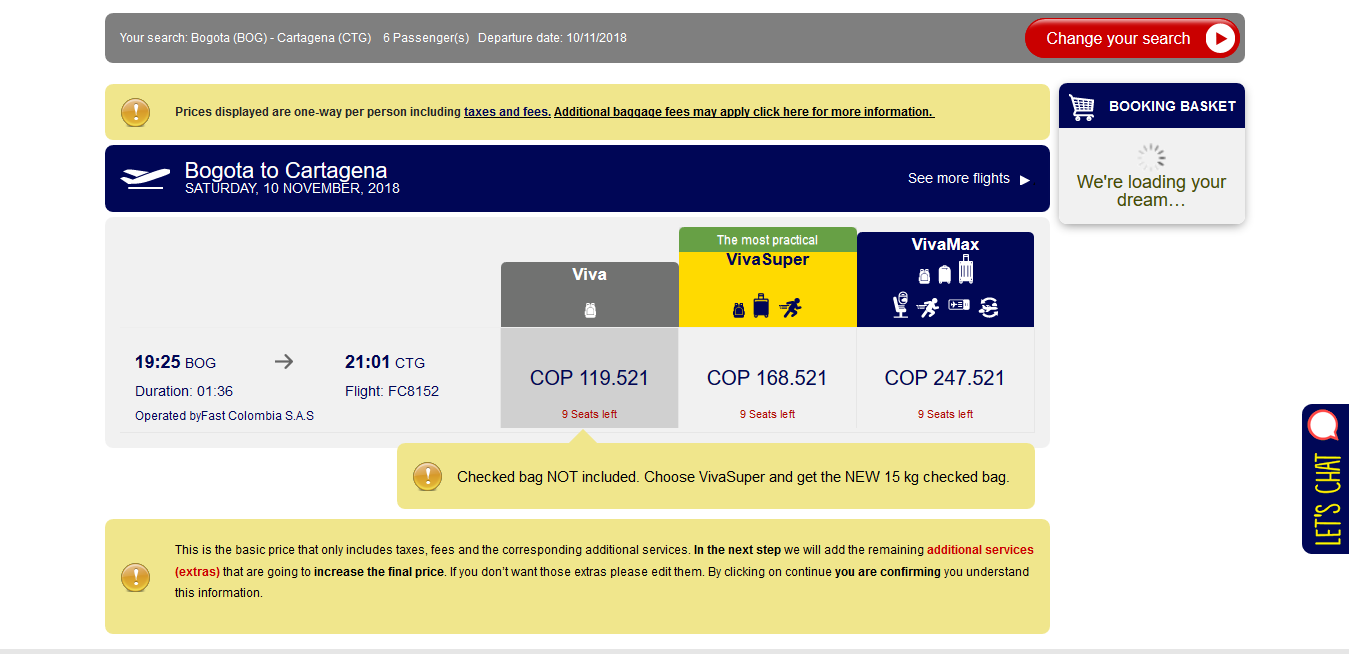 Your search: Bogota (BOG) - Cartagena (CTG) 6 Passenger(s) Departure date: 10/11/2018
Change your search
Prices displayed are one-way per person including taxes and fees. Additional baggage fees may apply click here for more information.
BOOKING BASKET
We're loading your
dream…
Bogota to Cartagena
SATURDAY, 10 NOVEMBER, 2018
See more flights
Viva
The most practical
VivaSuper
VivaMax
19:25 BOG
21:01 CTG
Duration: 01:36
Flight: FC8152
Operated byFast Colombia S.A.S
COP 119.521
9 Seats left
COP 168.521
9 Seats left
COP 247.521
9 Seats left
Checked bag NOT included. Choose VivaSuper and get the NEW 15 kg checked bag.
This is the basic price that only includes taxes, fees and the corresponding additional services. In the next step we will add the remaining additional services
(extras) that are going to increase the final price. If you don't want those extras please edit them. By clicking on continue you are confirming you understand
this information.
LET'S CHAT